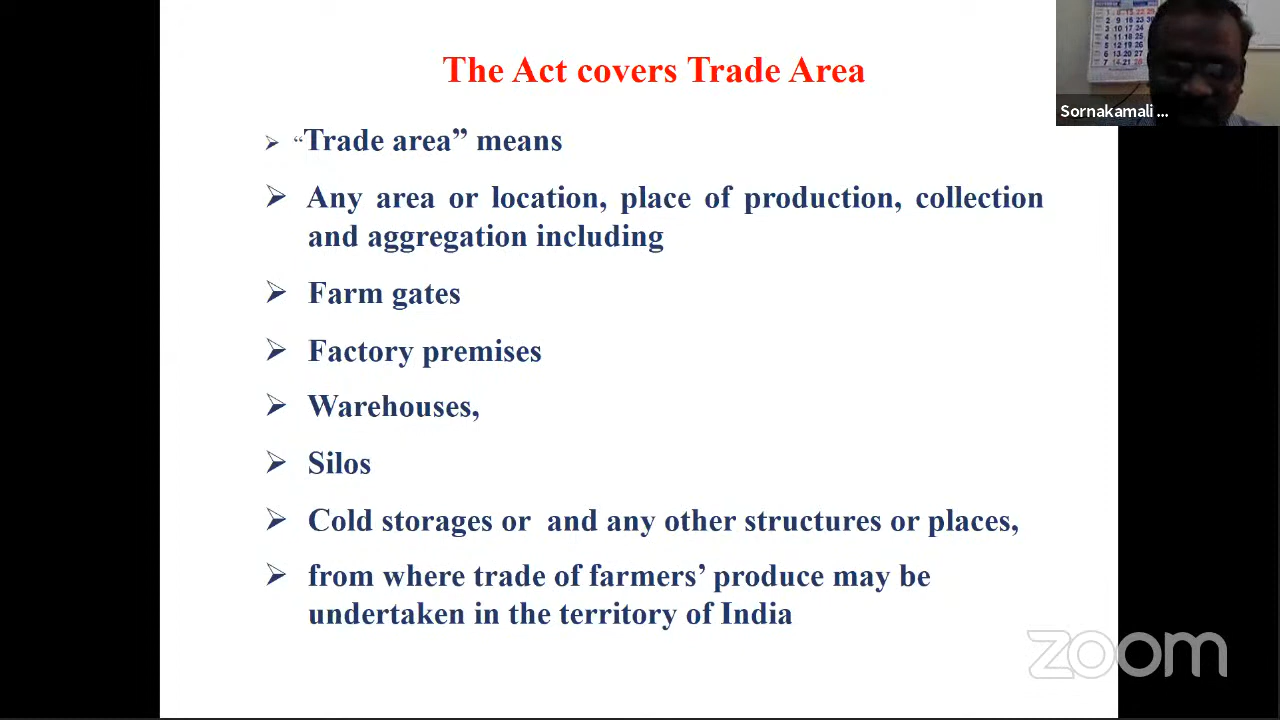 The Act covers Trade Area
“Trade area” means
Any area or location, place of production, collection
and aggregation including
Farm gates
Factory premises
Warehouses,
Silos
Cold storages or and any other structures or places,
from where trade of farmers’ produce may be
undertaken in the territory of India
Sornakamali ...
zoom